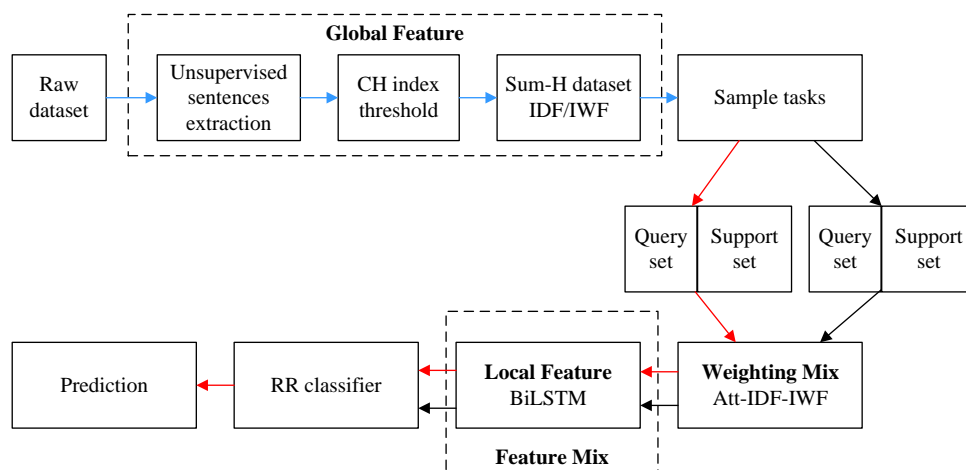 Global Feature
Raw
dataset
Unsupervised
sentences
extraction
CH index
threshold
Sum-H dataset
IDF/IWF
Sample tasks
Query
set
Support
set
Query
set
Support
set
Prediction
RR classifier
Local Feature
BiLSTM
Weighting Mix
Att-IDF-IWF
Feature Mix